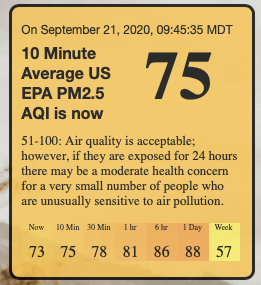 On September 21, 2020, 09:45:35 MDT
10 Minute
Average US
EPA PM2.5
AQI is now
75
51-100: Air quality is acceptable;
however, if they are exposed for 24 hours
there may be a moderate health concern
for a very small number of people who
are unusually sensitive to air pollution.
Now 10 Min 30 Min 1 hr 6 hr 1 Day Week
73 75 78 81 86 88 57